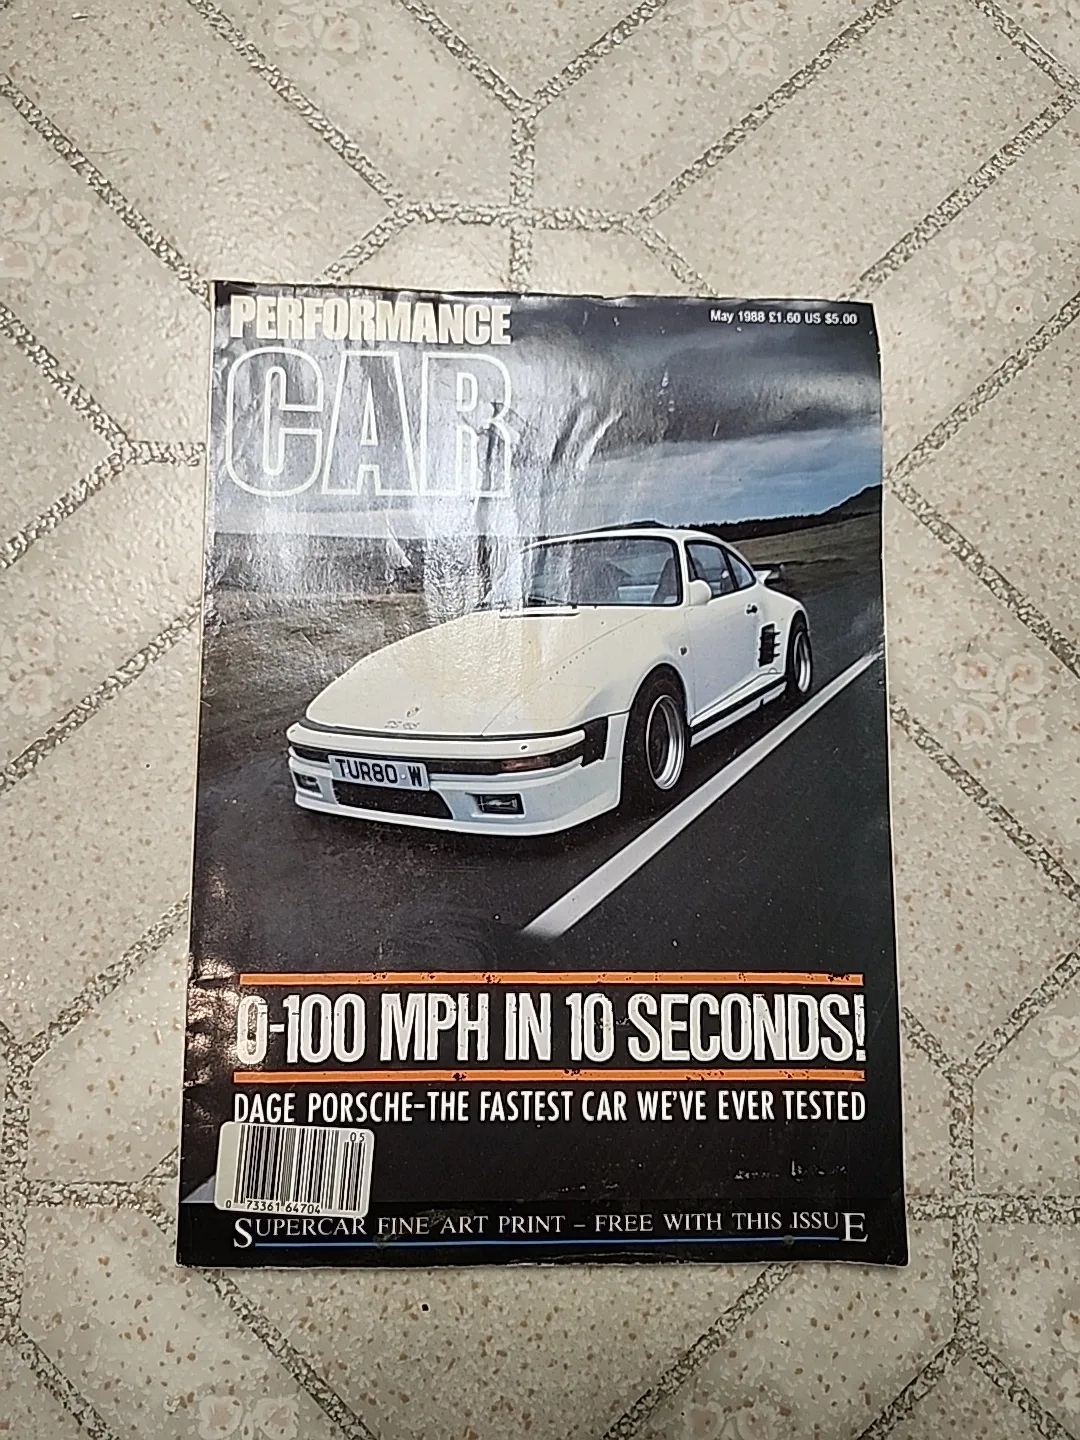 PERFORMANCE
CAR
May 1988 £1.60 US $5.00
TUR8O W
0-100 MPH IN 10 SECONDS!
DAGE PORSCHE-THE FASTEST CAR WE'VE EVER TESTED
05
0 73361 64704
SUPERCAR FINE ART PRINT – FREE WITH THIS ISSUE